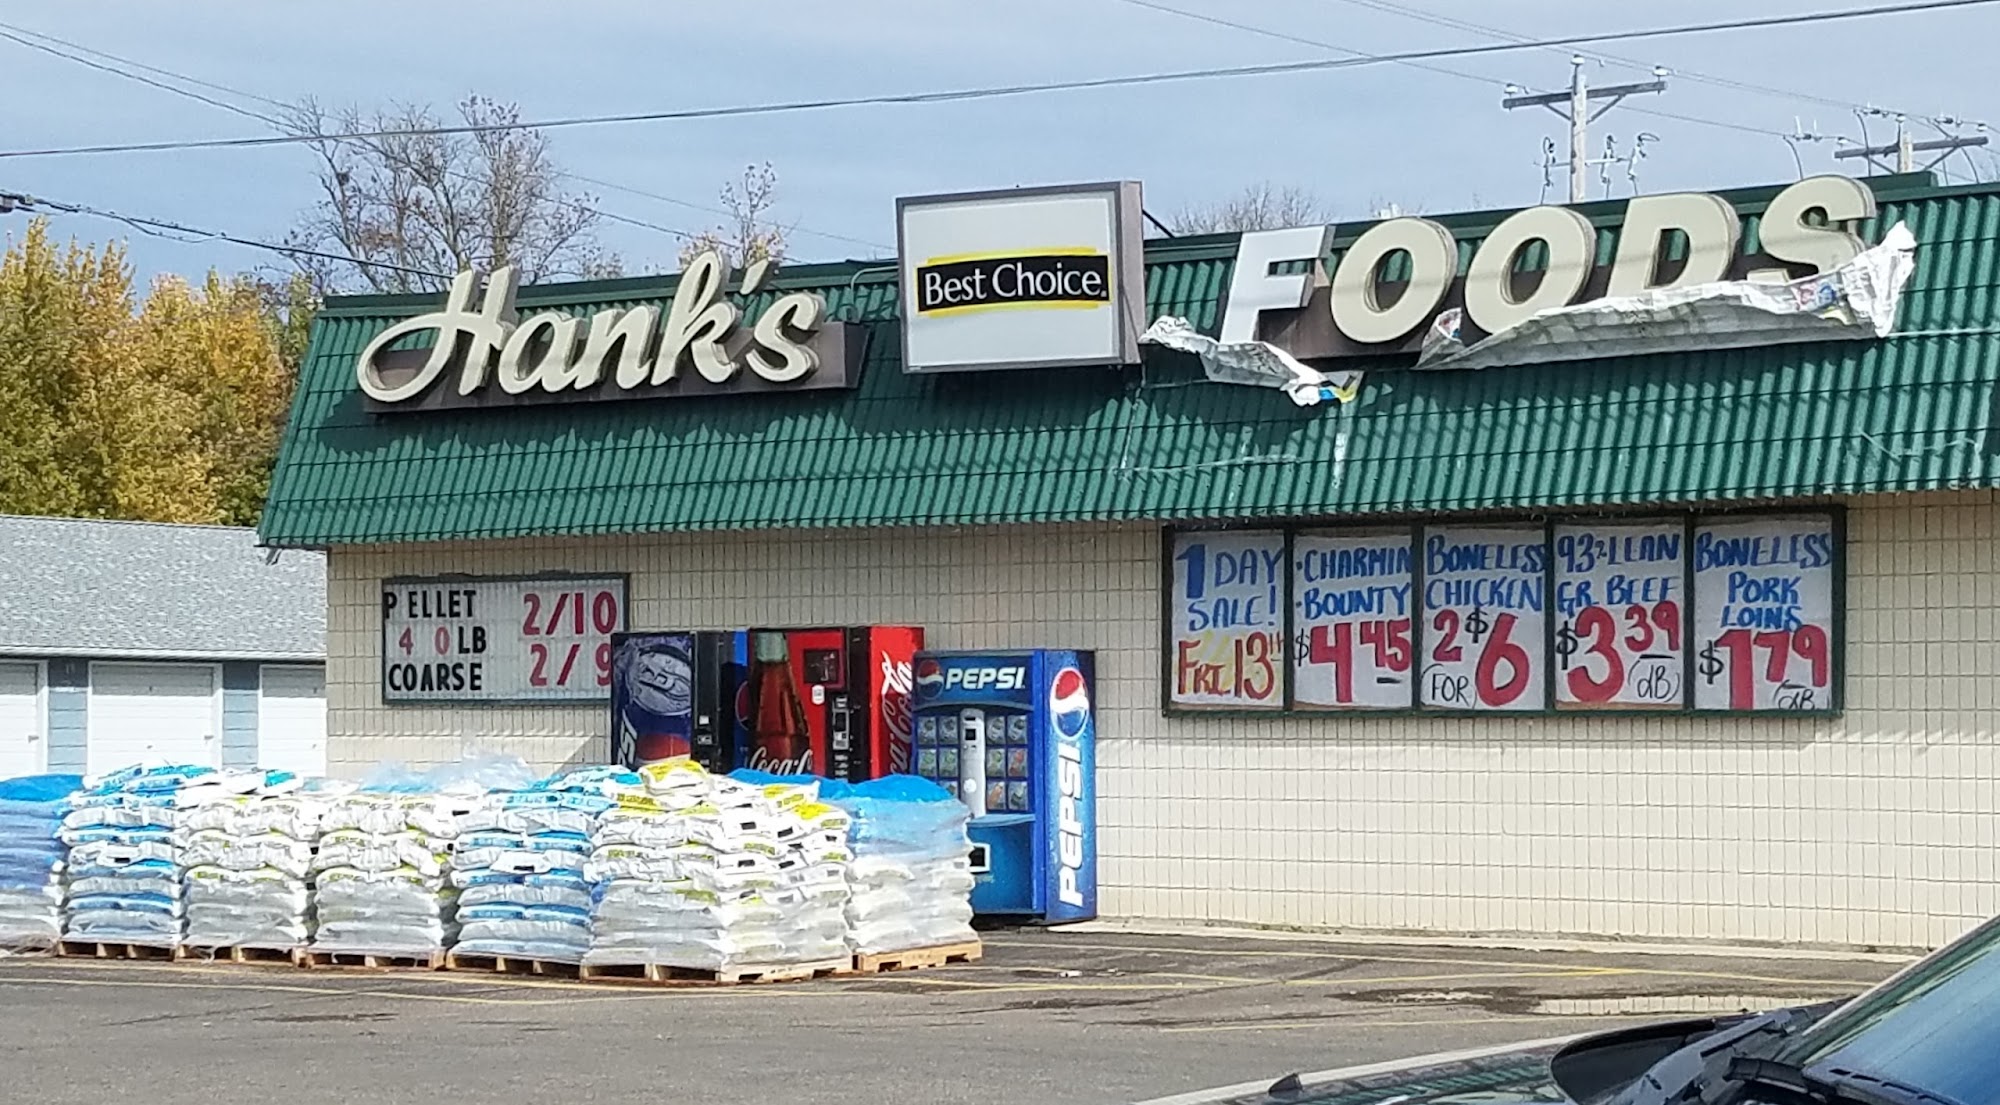 Hank's
Best Choice.
FOODS
PELLET 2/10
40LB 2/9
COARSE
Coca-Cola
PEPSI
PEPSI
1 DAY
SALE!
FRI 13TH
•CHARMIN
•BOUNTY
$4 45
BONELESS
CHICKEN
2 FOR $6
93% LEAN
GR. BEEF
$3 39
LB
BONELESS
PORK
LOINS
$1 79
LB